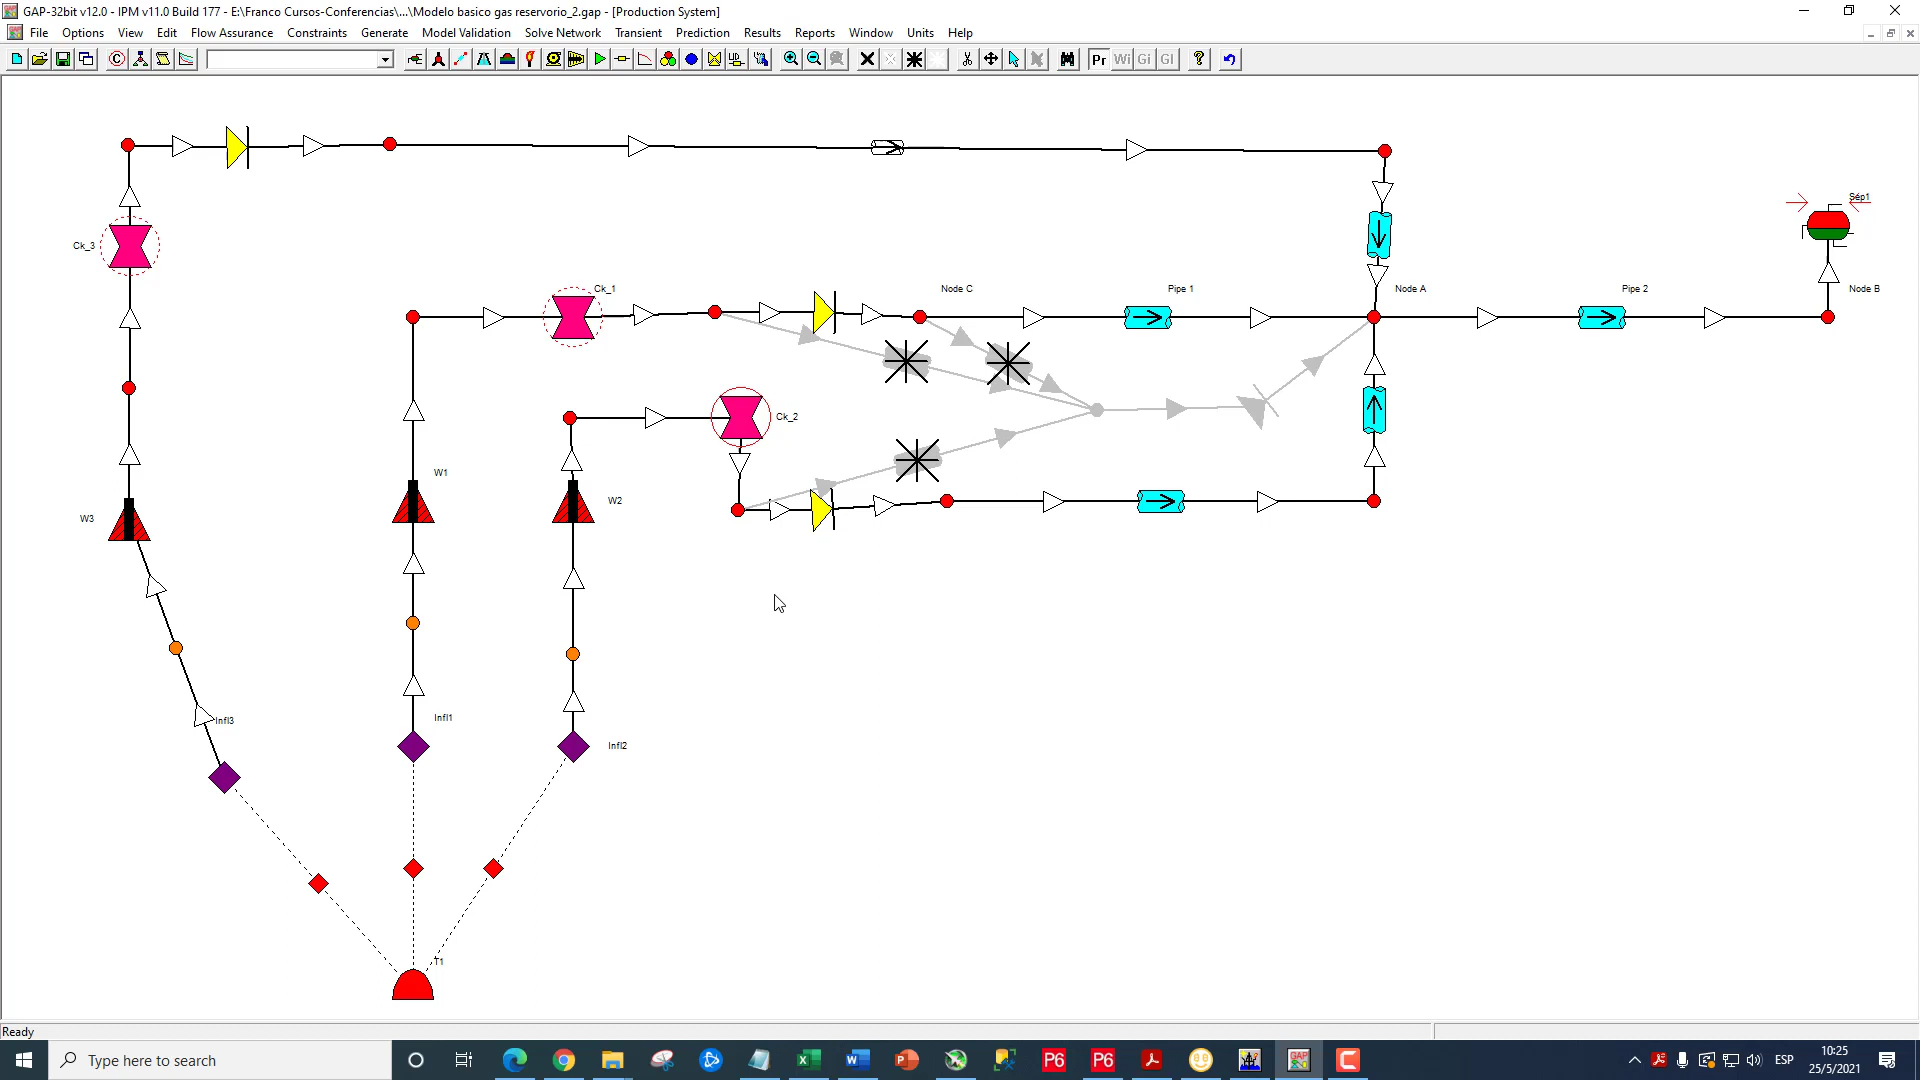 GAP-32bit v12.0 - IPM v11.0 Build 177 - E:\Franco Cursos-Conferencias\...\Modelo basico gas reservorio_2.gap - [Production System]
File Options View Edit Flow Assurance Constraints Generate Model Validation Solve Network Transient Prediction Results Reports Window Units Help
Pr Wi Gi GI
Sep1
Ck_3
Ck_1
Node C
Pipe 1
Node A
Pipe 2
Node B
Ck_2
W1
W2
W3
Infl3
Infl1
Infl2
T1
Ready
Type here to search
P6 P6 GAP ESP
10:25
25/5/2021